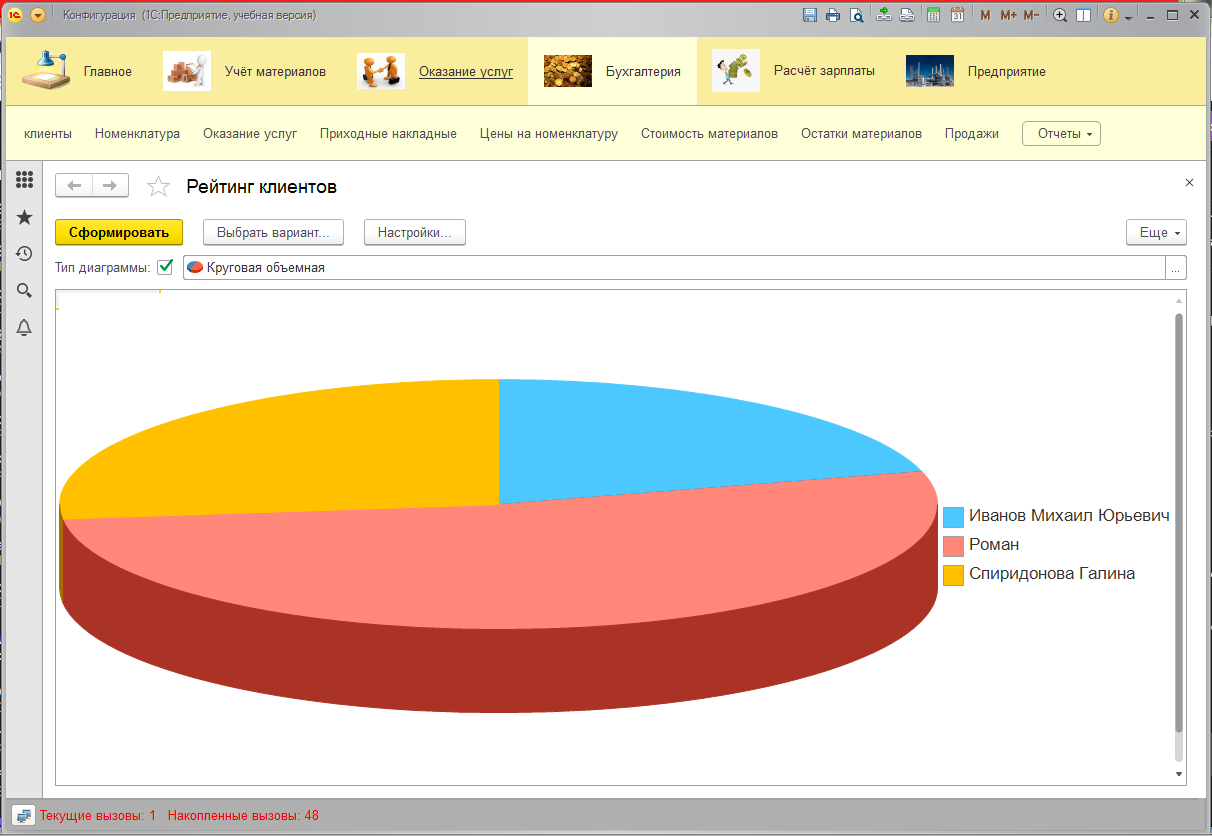 1С Конфигурация (1С:Предприятие, учебная версия) 31 M M+ M- i
Главное Учёт материалов Оказание услуг Бухгалтерия Расчёт зарплаты Предприятие
клиенты Номенклатура Оказание услуг Приходные накладные Цены на номенклатуру Стоимость материалов Остатки материалов Продажи Отчеты
Рейтинг клиентов
Сформировать Выбрать вариант... Настройки... Еще
Тип диаграммы: Круговая объемная ...
Иванов Михаил Юрьевич
Роман
Спиридонова Галина
Текущие вызовы: 1 Накопленные вызовы: 48